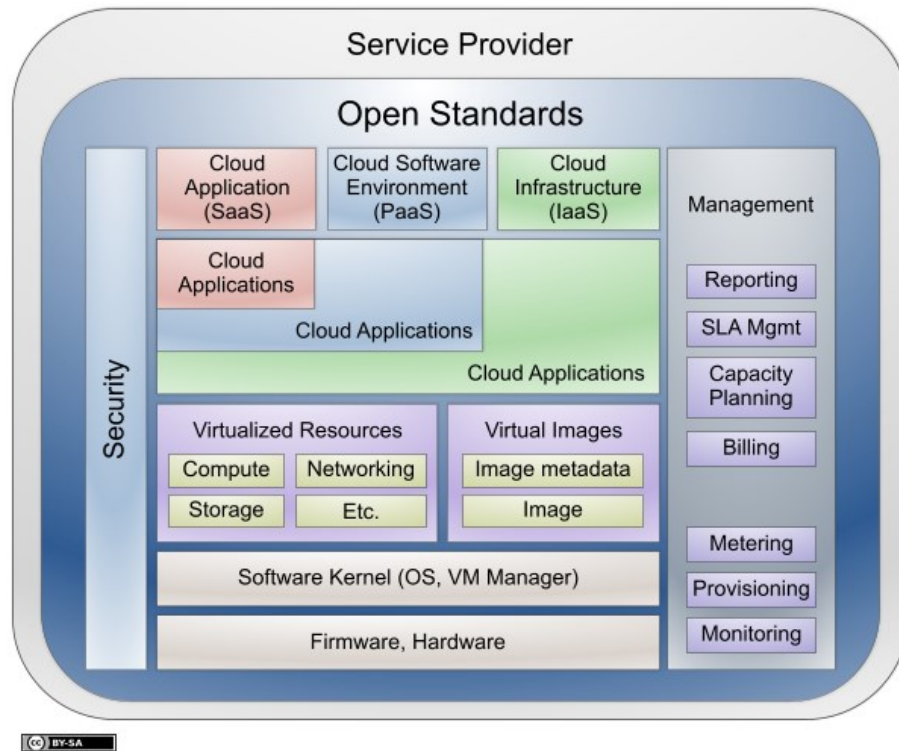 Service Provider
Open Standards
Security
Cloud
Application
(SaaS)
Cloud Software
Environment
(PaaS)
Cloud
Infrastructure
(IaaS)
Cloud
Applications
Cloud Applications
Cloud Applications
Virtualized Resources
Compute
Networking
Storage
Etc.
Virtual Images
Image metadata
Image
Software Kernel (OS, VM Manager)
Firmware, Hardware
Management
Reporting
SLA Mgmt
Capacity
Planning
Billing
Metering
Provisioning
Monitoring
cc BY-SA